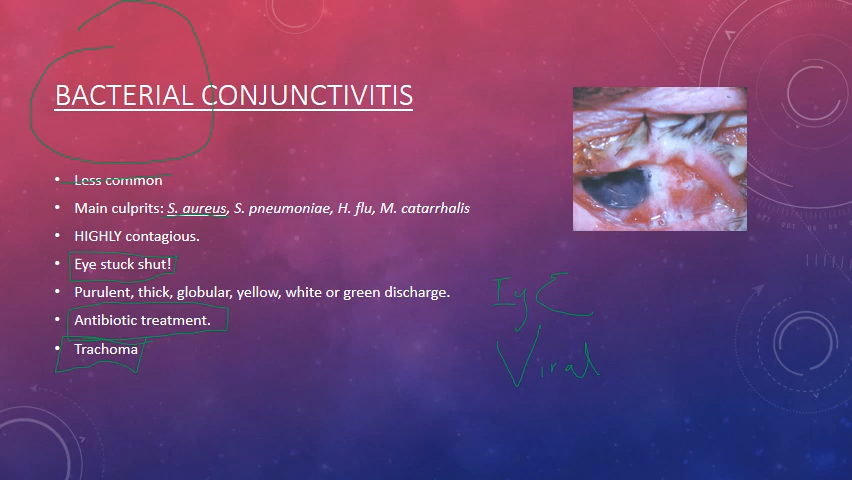 BACTERIAL CONJUNCTIVITIS
• Less common
• Main culprits: S. aureus, S. pneumoniae, H. flu, M. catarrhalis
• HIGHLY contagious.
• Eye stuck shut!
• Purulent, thick, globular, yellow, white or green discharge.
• Antibiotic treatment.
• Trachoma
IgE
Viral